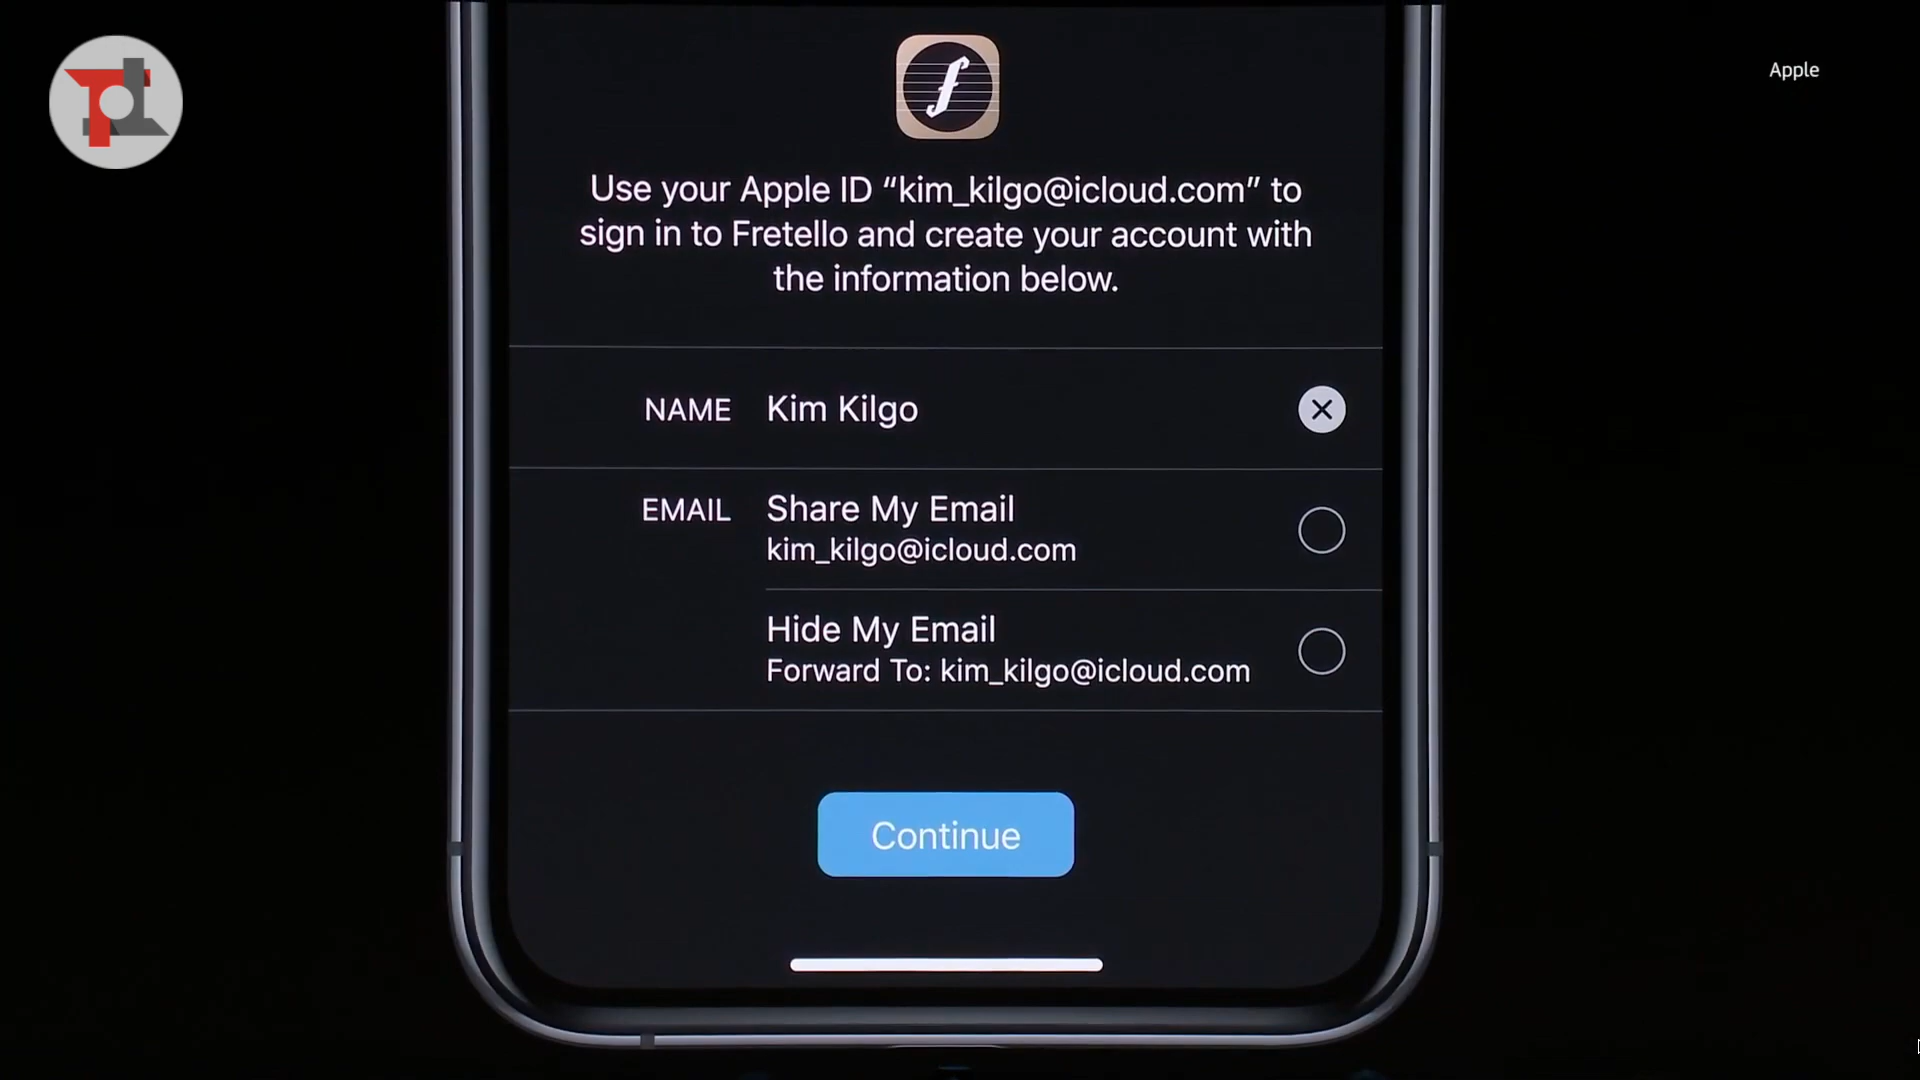 Apple
Use your Apple ID “kim_kilgo@icloud.com” to
sign in to Fretello and create your account with
the information below.
NAME Kim Kilgo
EMAIL Share My Email
kim_kilgo@icloud.com
Hide My Email
Forward To: kim_kilgo@icloud.com
Continue